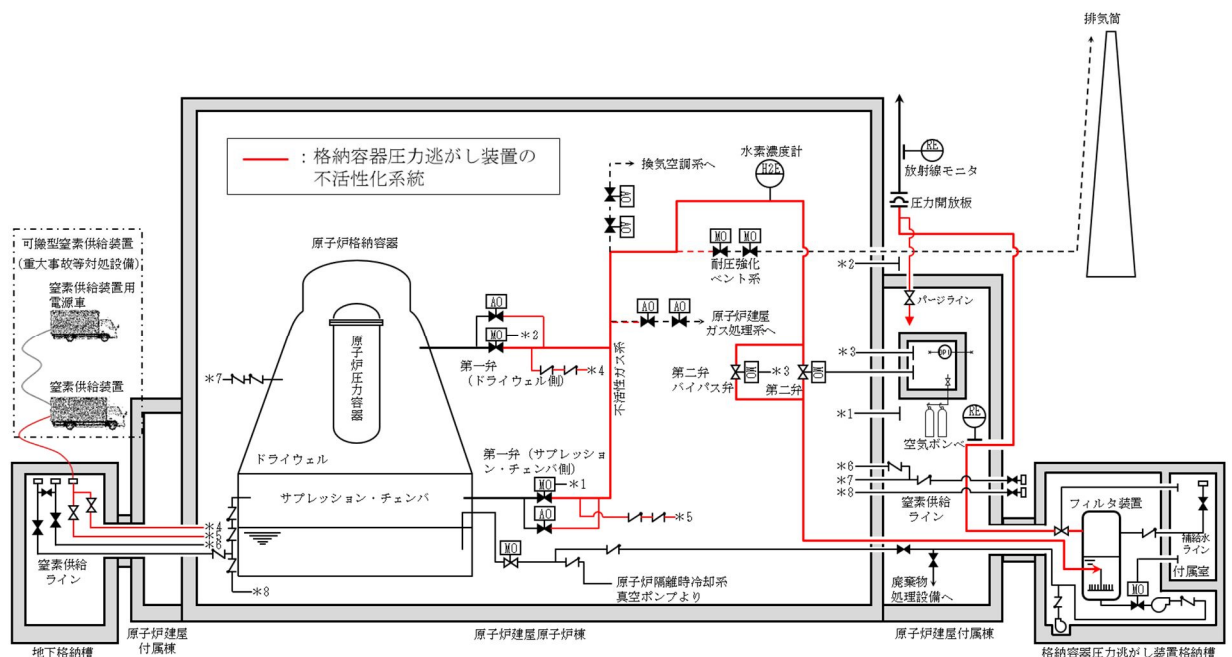 排気筒
━━ ：格納容器圧力逃がし装置の
不活性化系統
換気空調系へ
AO
AO
水素濃度計
H2E
RE
放射線モニタ
圧力開放板
MO
MO
耐圧強化
ベント系
＊2
パージライン
可搬型窒素供給装置
(重大事故等対処設備)
窒素供給装置用
電源車
窒素供給装置
原子炉格納容器
原子炉圧力容器
AO
MO
＊2
第一弁
（ドライウェル側）
＊4
不活性ガス系
AO
AO
原子炉建屋
ガス処理系へ
第二弁
バイパス弁
MO
＊3
第二弁
MO
＊3
DPI
＊1
空気ボンベ
RE
＊7
ドライウェル
サプレッション・チェンバ
第一弁（サプレッショ
ン・チェンバ側）
MO
＊1
AO
＊5
＊6
＊7
＊8
窒素供給
ライン
フィルタ装置
補給水
ライン
付属室
MO
＊4
＊5
＊6
窒素供給
ライン
＊8
MO
原子炉隔離時冷却系
真空ポンプより
廃棄物
処理設備へ
地下格納槽
原子炉建屋
付属棟
原子炉建屋原子炉棟
原子炉建屋付属棟
格納容器圧力逃がし装置格納槽